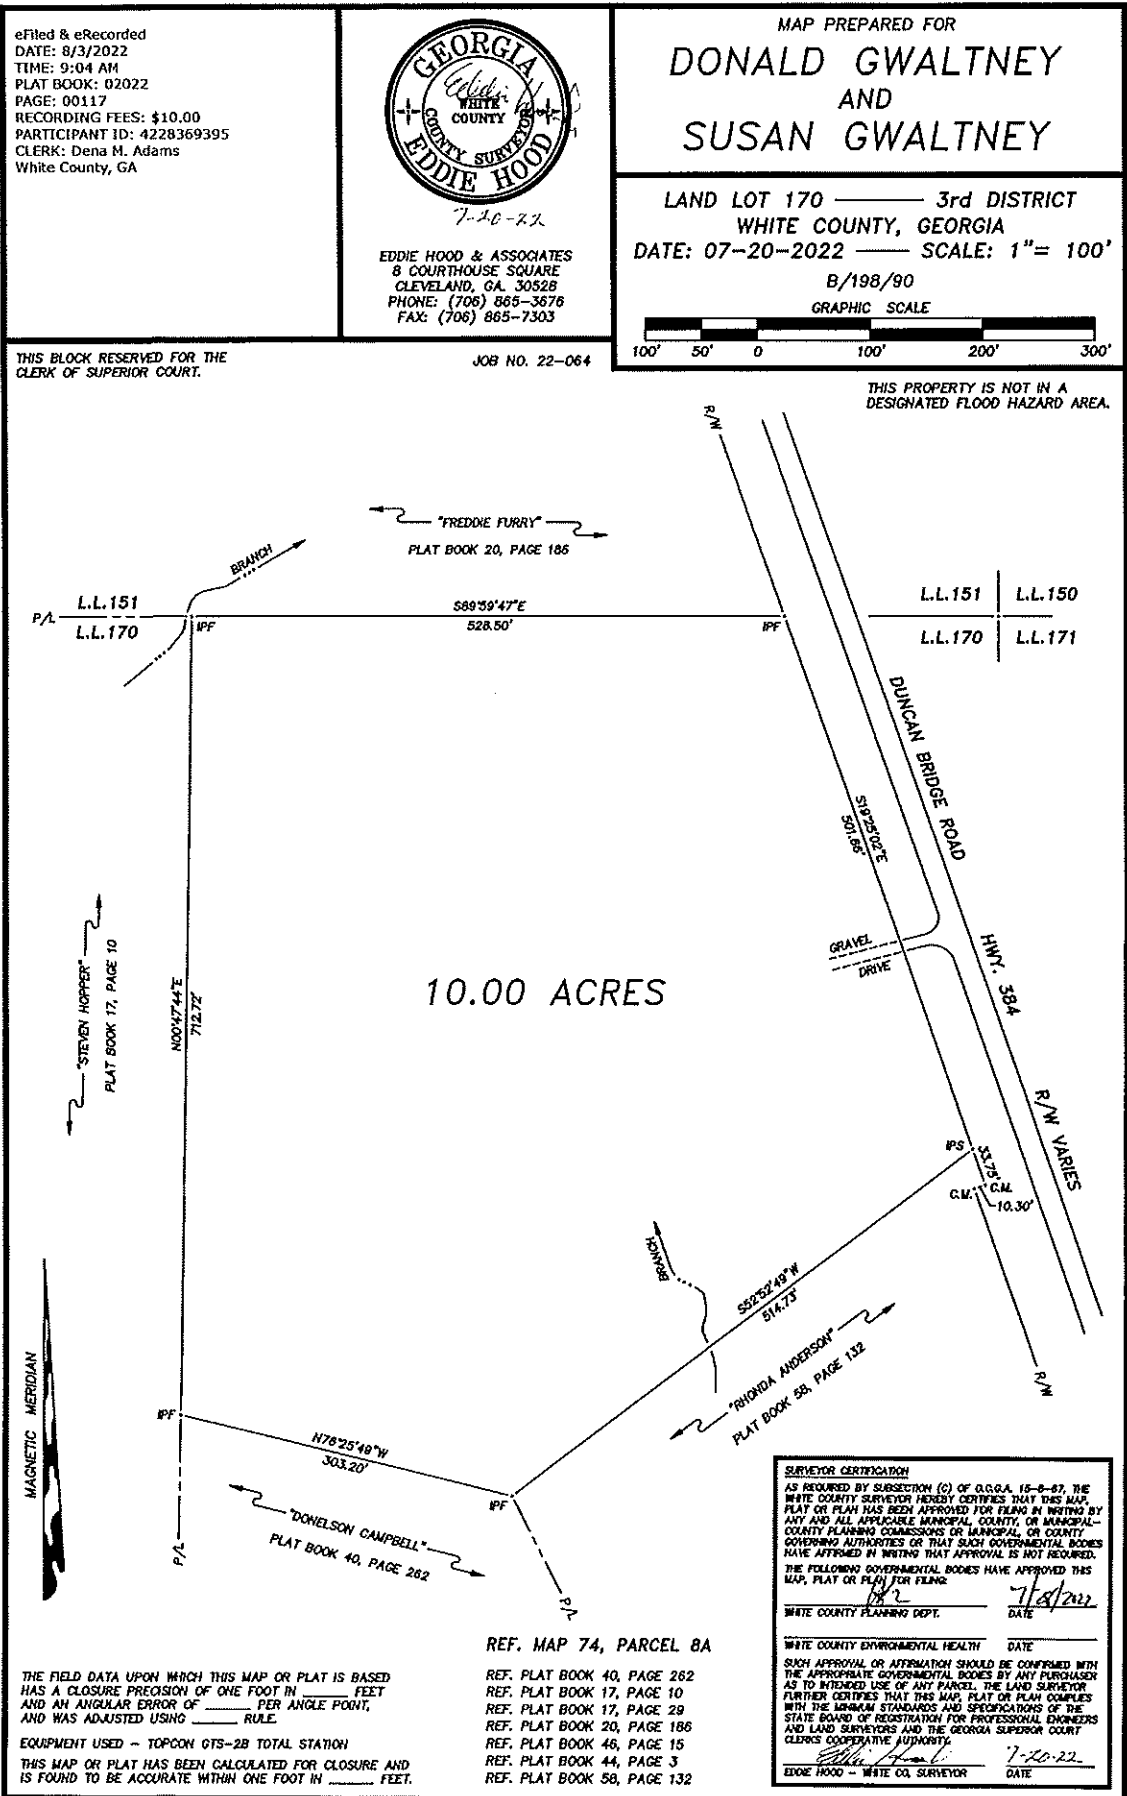 eFiled & eRecorded
DATE: 8/3/2022
TIME: 9:04 AM
PLAT BOOK: 02022
PAGE: 00117
RECORDING FEES: $10.00
PARTICIPANT ID: 4228369395
CLERK: Dena M. Adams
White County, GA
THIS BLOCK RESERVED FOR THE
CLERK OF SUPERIOR COURT.
GEORGIA
WHITE
COUNTY
COUNTY SURVEYOR
EDDIE HOOD
7-20-22
EDDIE HOOD & ASSOCIATES
8 COURTHOUSE SQUARE
CLEVELAND, GA. 30528
PHONE: (706) 865-3676
FAX: (706) 865-7303
JOB NO. 22-064
MAP PREPARED FOR
DONALD GWALTNEY
AND
SUSAN GWALTNEY
LAND LOT 170 — 3rd DISTRICT
WHITE COUNTY, GEORGIA
DATE: 07-20-2022 — SCALE: 1"= 100'
B/198/90
GRAPHIC SCALE
100' 50' 0 100' 200' 300'
THIS PROPERTY IS NOT IN A
DESIGNATED FLOOD HAZARD AREA.
R/W
"FREDDIE FURRY"
PLAT BOOK 20, PAGE 186
BRANCH
P/L
L.L.151
L.L.170
IPF
S89°59'47"E
528.50'
IPF
L.L.151 L.L.150
L.L.170 L.L.171
DUNCAN BRIDGE ROAD
HWY. 384
R/W VARIES
S19°25'02"E
501.66'
GRAVEL
DRIVE
"STEVEN HOPPER"
PLAT BOOK 17, PAGE 10
N00°47'44"E
712.72'
10.00 ACRES
IPS
33.75'
C.M.
C.M.
10.30'
BRANCH
S52°52'49"W
514.73'
"RHONDA ANDERSON"
PLAT BOOK 58, PAGE 132
R/W
MAGNETIC MERIDIAN
IPF
N76°25'49"W
303.20'
IPF
"DONELSON CAMPBELL"
PLAT BOOK 40, PAGE 262
P/L
P/L
REF. MAP 74, PARCEL 8A
REF. PLAT BOOK 40, PAGE 262
REF. PLAT BOOK 17, PAGE 10
REF. PLAT BOOK 17, PAGE 29
REF. PLAT BOOK 20, PAGE 186
REF. PLAT BOOK 46, PAGE 15
REF. PLAT BOOK 44, PAGE 3
REF. PLAT BOOK 58, PAGE 132
THE FIELD DATA UPON WHICH THIS MAP OR PLAT IS BASED
HAS A CLOSURE PRECISION OF ONE FOOT IN ______ FEET
AND AN ANGULAR ERROR OF ______ PER ANGLE POINT,
AND WAS ADJUSTED USING ______ RULE.
EQUIPMENT USED - TOPCON GTS-2B TOTAL STATION
THIS MAP OR PLAT HAS BEEN CALCULATED FOR CLOSURE AND
IS FOUND TO BE ACCURATE WITHIN ONE FOOT IN ______ FEET.
SURVEYOR CERTIFICATION
AS REQUIRED BY SUBSECTION (C) OF O.C.G.A. 15-6-67, THE
WHITE COUNTY SURVEYOR HEREBY CERTIFIES THAT THIS MAP,
PLAT OR PLAN HAS BEEN APPROVED FOR FILING IN WRITING BY
ANY AND ALL APPLICABLE MUNICIPAL, COUNTY, OR MUNICIPAL-
COUNTY PLANNING COMMISSIONS OR MUNICIPAL, OR COUNTY
GOVERNING AUTHORITIES OR THAT SUCH GOVERNMENTAL BODIES
HAVE AFFIRMED IN WRITING THAT APPROVAL IS NOT REQUIRED.
THE FOLLOWING GOVERNMENTAL BODIES HAVE APPROVED THIS
MAP, PLAT OR PLAN FOR FILING:
WHITE COUNTY PLANNING DEPT. DATE
WHITE COUNTY ENVIRONMENTAL HEALTH DATE
SUCH APPROVAL OR AFFIRMATION SHOULD BE CONFIRMED WITH
THE APPROPRIATE GOVERNMENTAL BODIES BY ANY PURCHASER
AS TO INTENDED USE OF ANY PARCEL. THE LAND SURVEYOR
FURTHER CERTIFIES THAT THIS MAP, PLAT OR PLAN COMPLIES
WITH THE MINIMUM STANDARDS AND SPECIFICATIONS OF THE
STATE BOARD OF REGISTRATION FOR PROFESSIONAL ENGINEERS
AND LAND SURVEYORS AND THE GEORGIA SUPERIOR COURT
CLERKS COOPERATIVE AUTHORITY.
7-20-22
EDDIE HOOD - WHITE CO. SURVEYOR DATE